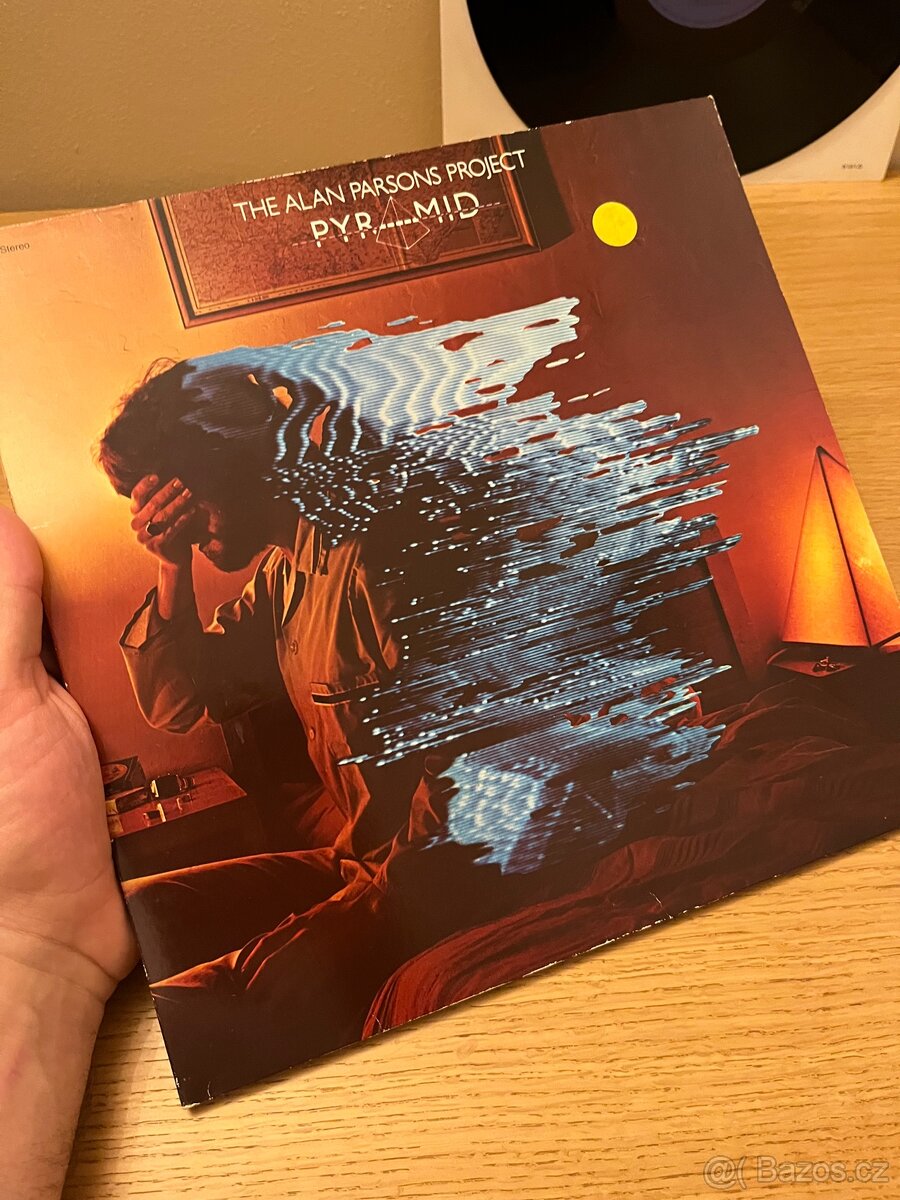 THE ALAN PARSONS PROJECT
PYRAMID
Stereo
@( Bazos.cz